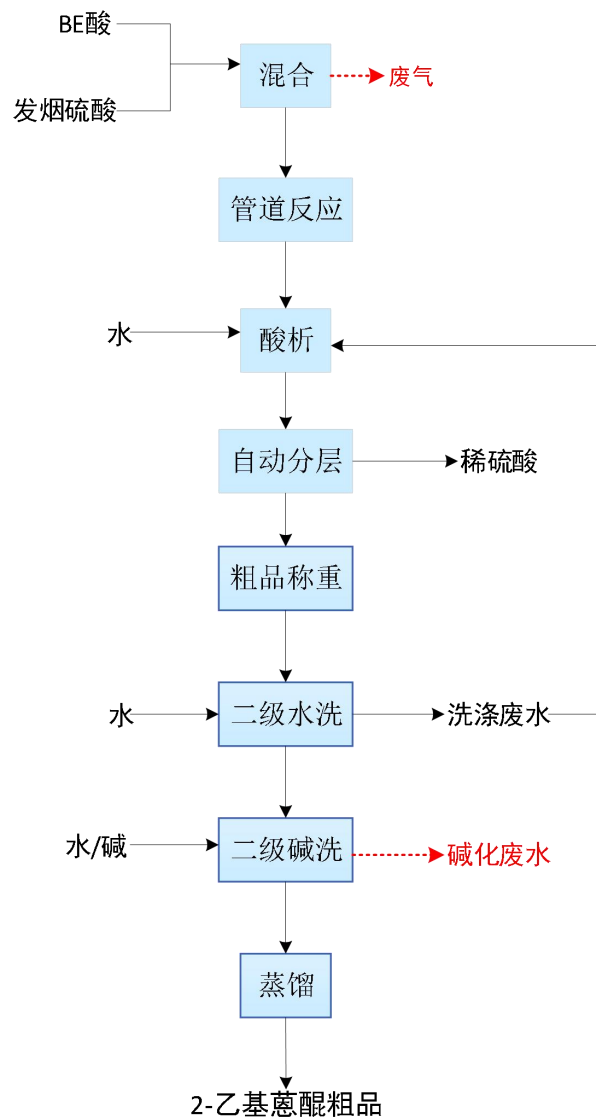 BE酸
发烟硫酸
混合
废气
管道反应
水
酸析
自动分层
稀硫酸
粗品称重
水
二级水洗
洗涤废水
水/碱
二级碱洗
碱化废水
蒸馏
2-乙基蒽醌粗品